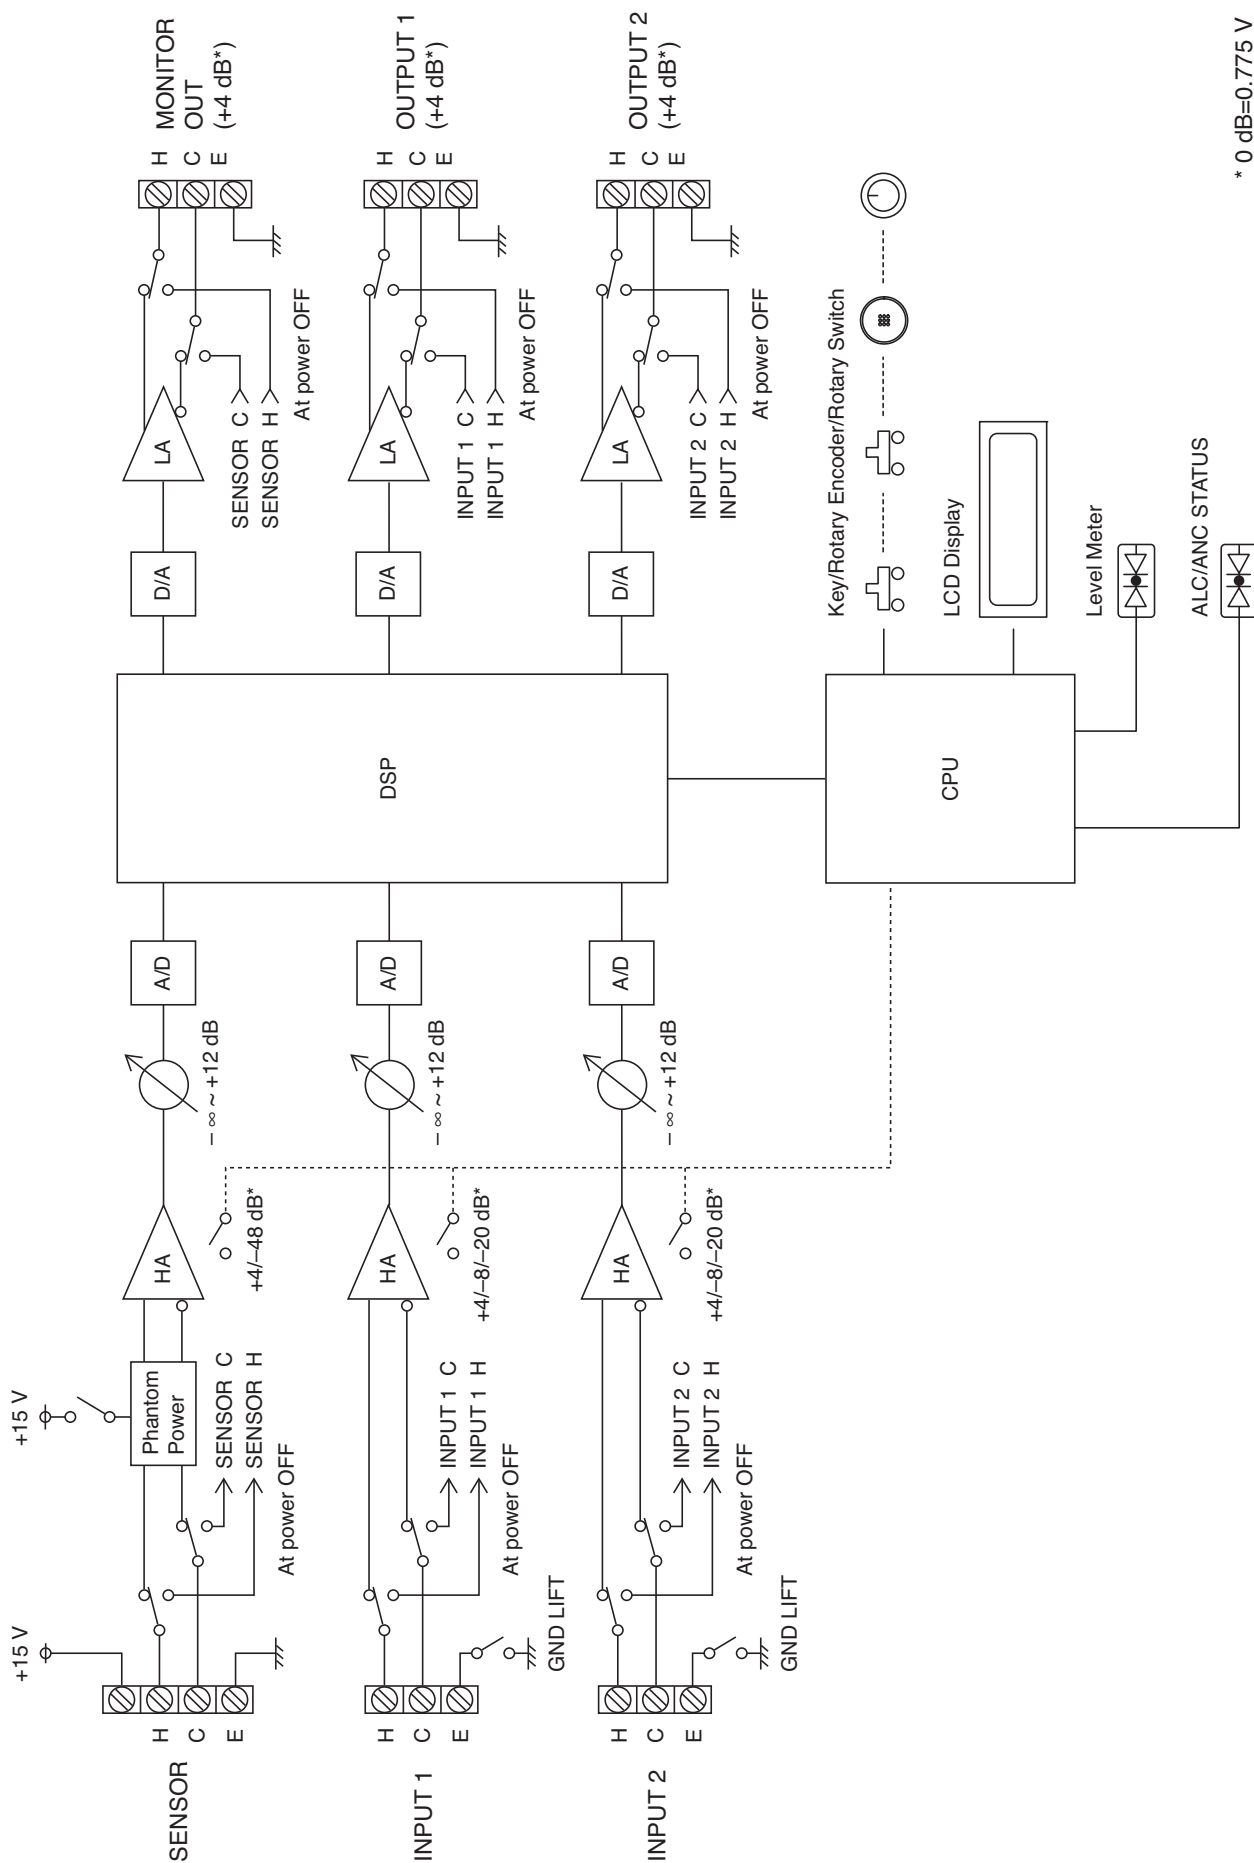 +15 V
SENSOR
H
C
E
+15 V
Phantom
Power
SENSOR C
SENSOR H
At power OFF
HA
+4/–48 dB*
– ∞ ~ +12 dB
A/D
D/A
LA
SENSOR C
SENSOR H
At power OFF
H
C
E
MONITOR
OUT
(+4 dB*)
INPUT 1
H
C
E
GND LIFT
INPUT 1 C
INPUT 1 H
At power OFF
HA
+4/–8/–20 dB*
– ∞ ~ +12 dB
A/D
DSP
D/A
LA
INPUT 1 C
INPUT 1 H
At power OFF
H
C
E
OUTPUT 1
(+4 dB*)
INPUT 2
H
C
E
GND LIFT
INPUT 2 C
INPUT 2 H
At power OFF
HA
+4/–8/–20 dB*
– ∞ ~ +12 dB
A/D
D/A
LA
INPUT 2 C
INPUT 2 H
At power OFF
H
C
E
OUTPUT 2
(+4 dB*)
CPU
Key/Rotary Encoder/Rotary Switch
LCD Display
Level Meter
ALC/ANC STATUS
* 0 dB=0.775 V